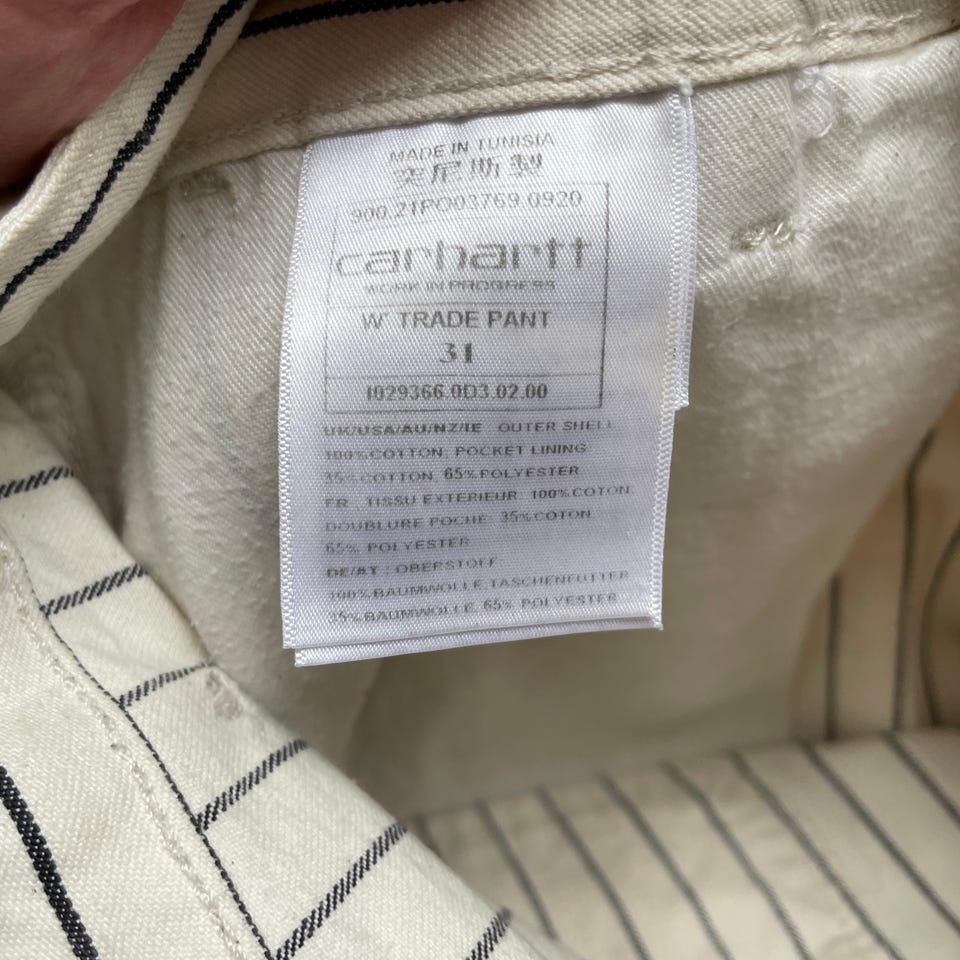 MADE IN TUNISIA
突尼斯製
900.21PO03769.0920
carhartt
WORK IN PROGRESS
W' TRADE PANT
31
I029366.0D3.02.00
UK/USA/AU/NZ/IE OUTER SHELL
100%COTTON, POCKET LINING
35%COTTON, 65%POLYESTER
FR : TISSU EXTERIEUR: 100%COTON,
DOUBLURE POCHE: 35%COTON,
65% POLYESTER
DE/AT : OBERSTOFF
100%BAUMWOLLE,TASCHENFUTTER
35%BAUMWOLLE, 65% POLYESTER